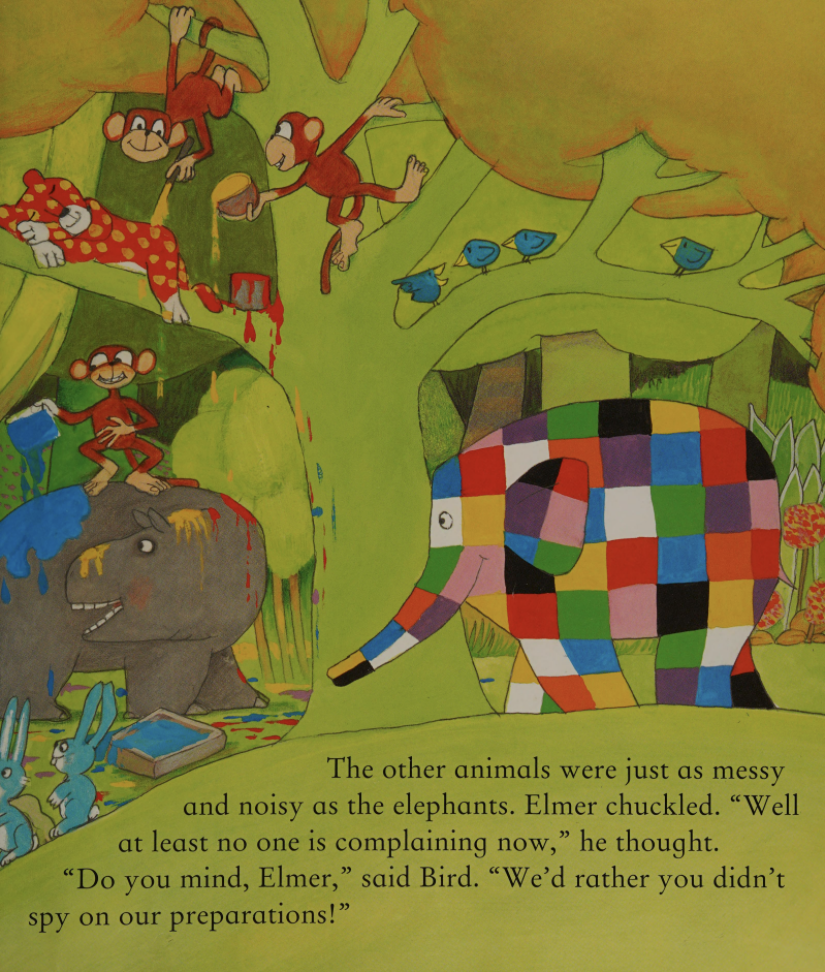 The other animals were just as messy
and noisy as the elephants. Elmer chuckled. “Well
at least no one is complaining now,” he thought.
“Do you mind, Elmer,” said Bird. “We’d rather you didn’t
spy on our preparations!”